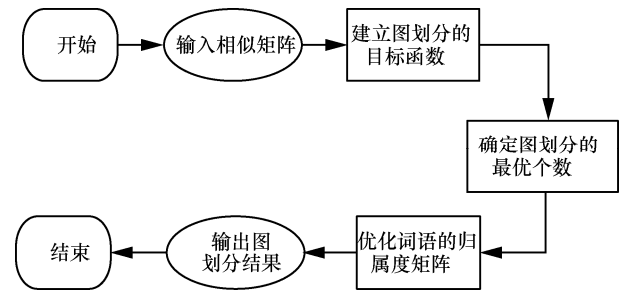 开始
输入相似矩阵
建立图划分的
目标函数
确定图划分的
最优个数
优化词语的归
属度矩阵
输出图
划分结果
结束